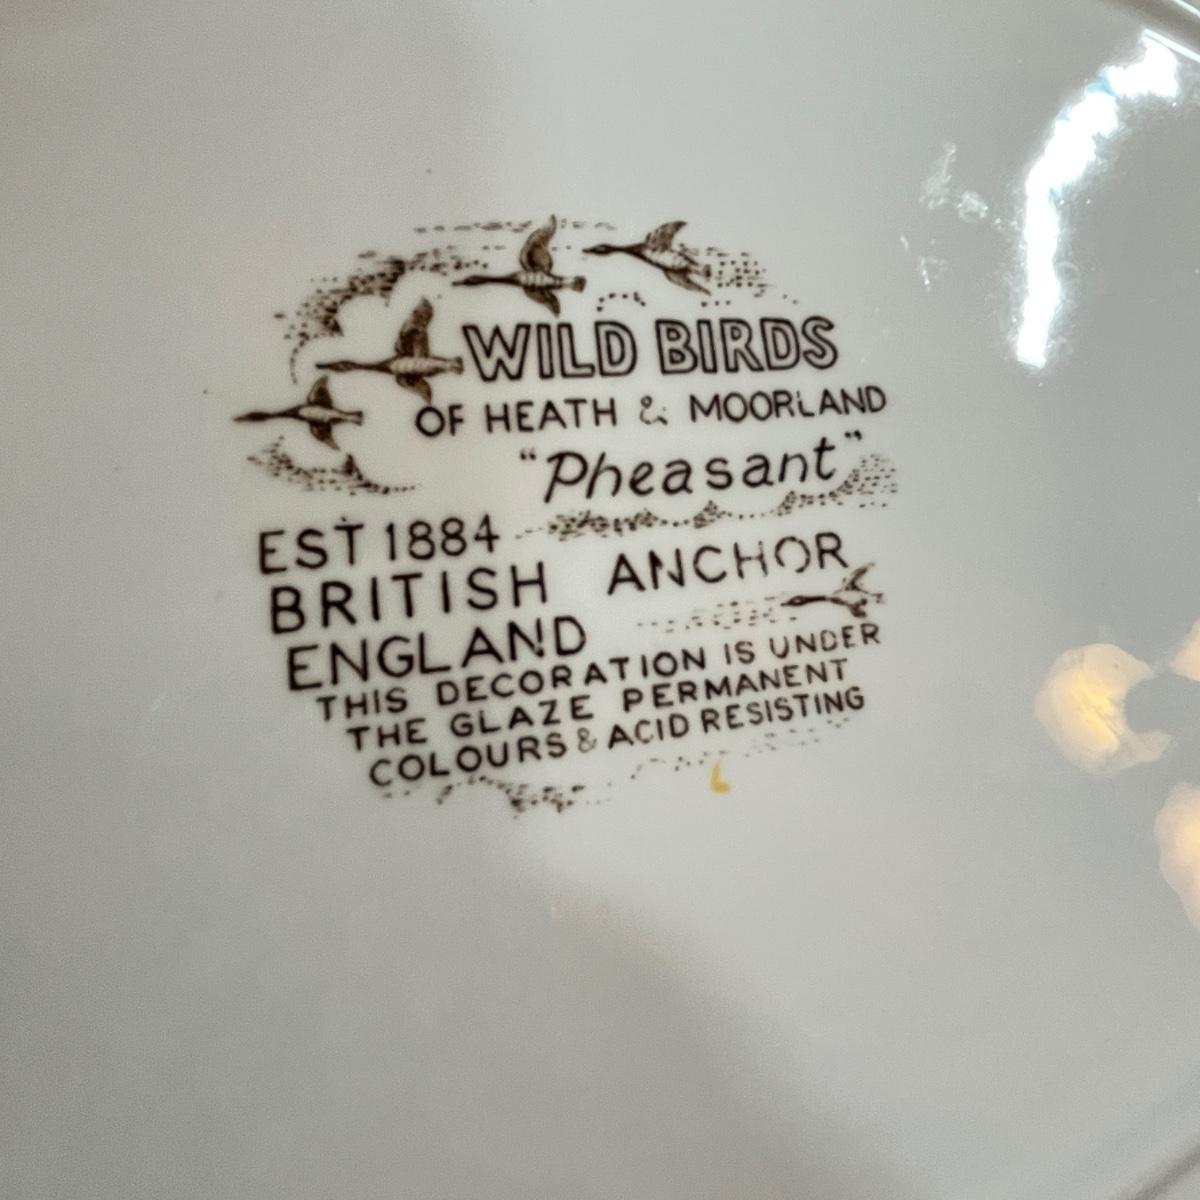 WILD BIRDS
OF HEATH & MOORLAND
"Pheasant"
EST 1884
BRITISH ANCHOR
ENGLAND
THIS DECORATION IS UNDER
THE GLAZE PERMANENT
COLOURS & ACID RESISTING
L